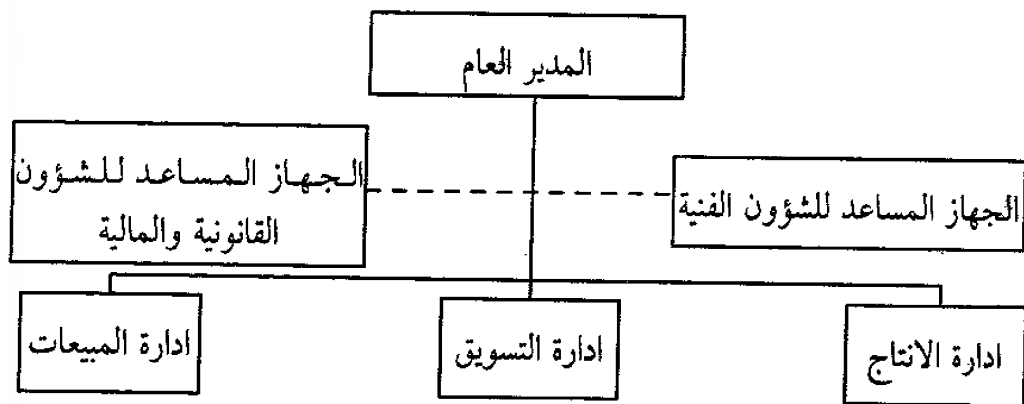 المدير العام
الجهاز المساعد للشؤون الفنية
الجهاز المساعد للشؤون
القانونية والمالية
ادارة الانتاج
ادارة التسويق
ادارة المبيعات